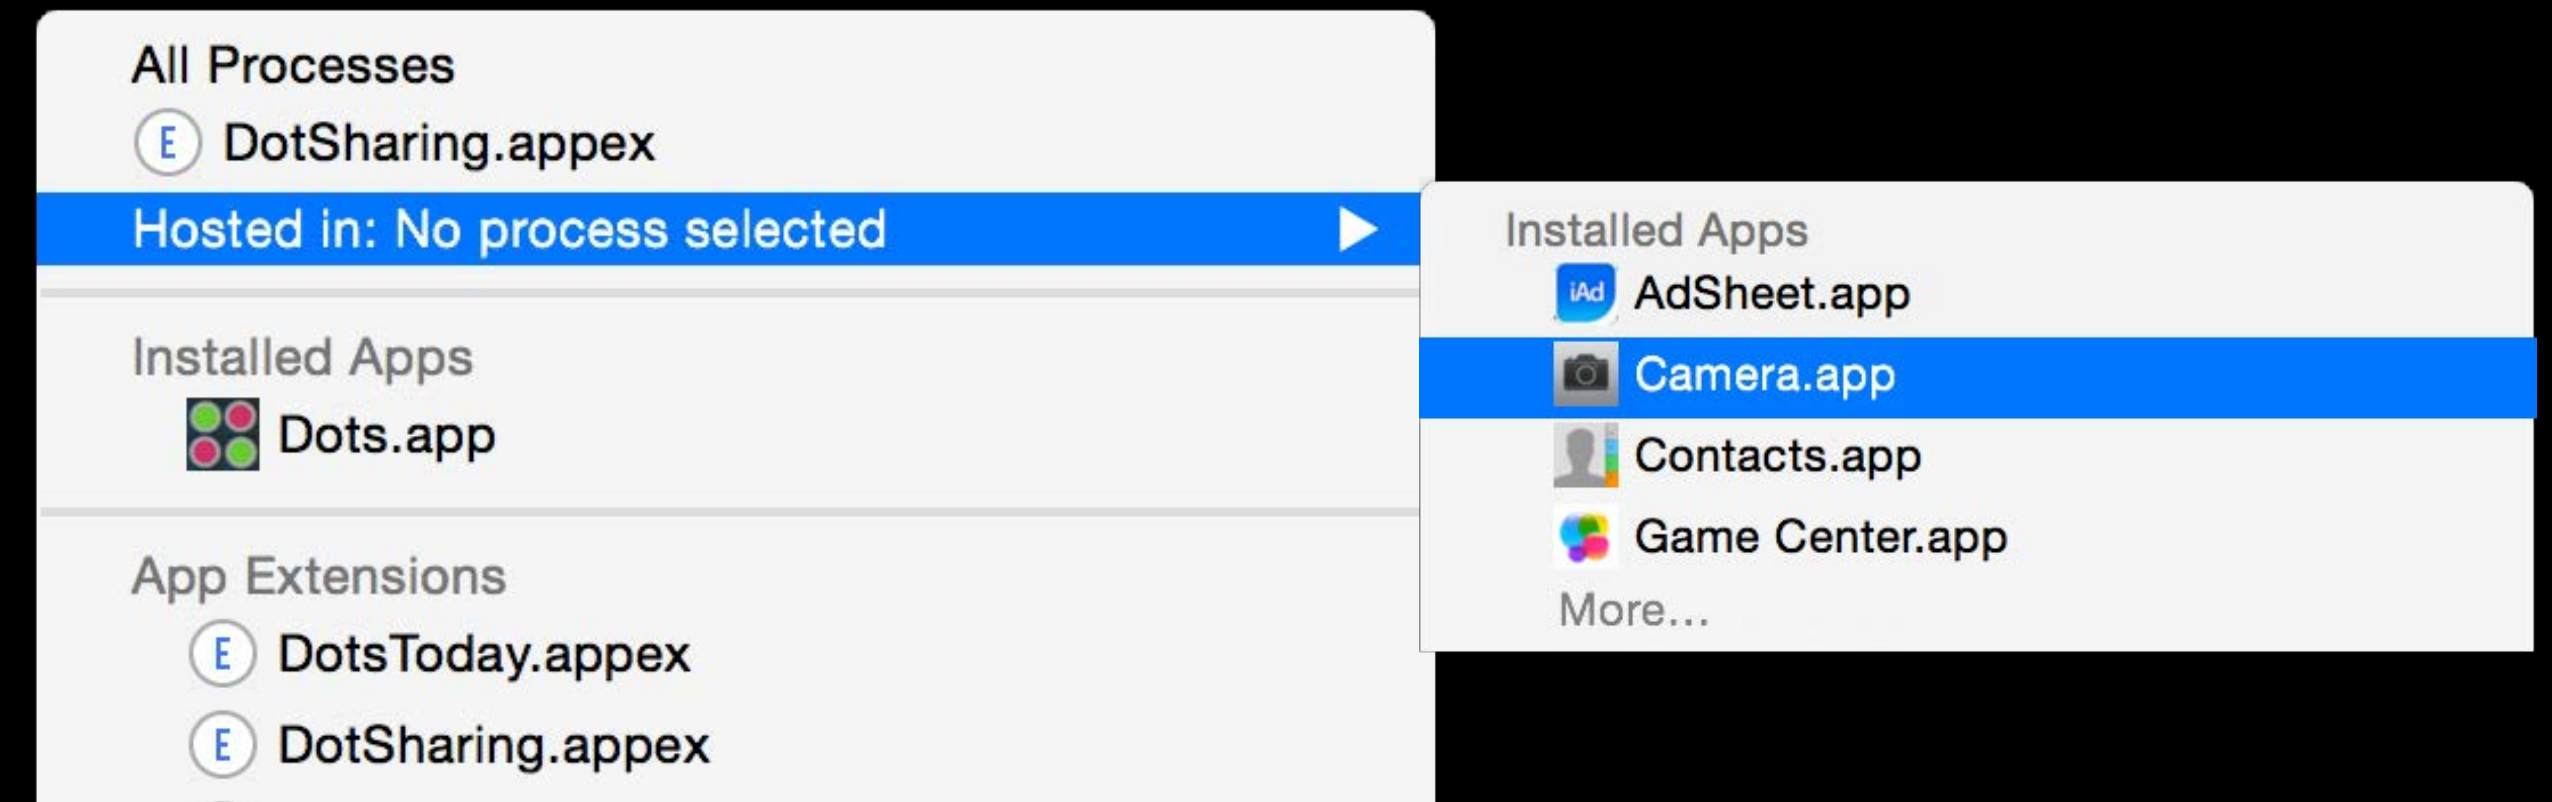 All Processes
E DotSharing.appex
Hosted in: No process selected
Installed Apps
Dots.app
App Extensions
E DotsToday.appex
E DotSharing.appex
Installed Apps
iAd AdSheet.app
Camera.app
Contacts.app
Game Center.app
More...